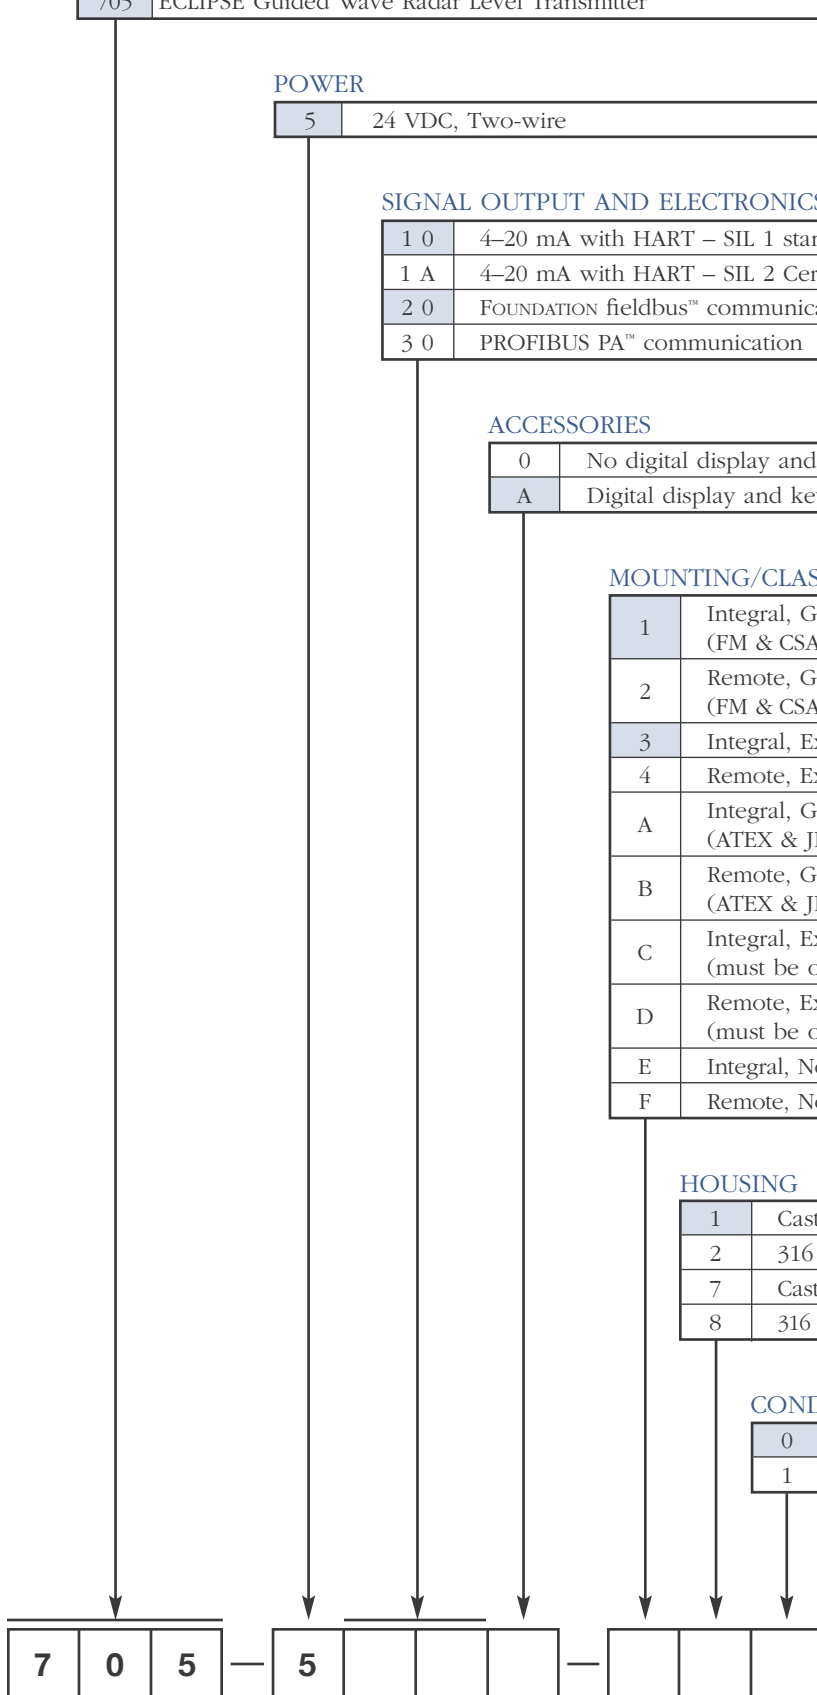 705 ECLIPSE Guided Wave Radar Level Transmitter
POWER
5 24 VDC, Two-wire
SIGNAL OUTPUT AND ELECTRONICS
1 0 4–20 mA with HART – SIL 1
1 A 4–20 mA with HART – SIL 2
2 0 FOUNDATION fieldbus™
3 0 PROFIBUS PA™ communication
ACCESSORIES
0 No digital display and
A Digital display and
MOUNTING/
1 Integral,
(FM &
2 Remote,
(FM &
3 Integral,
4 Remote,
A Integral,
(ATEX &
B Remote,
(ATEX &
C Integral,
(must be
D Remote,
(must be
E Integral,
F Remote,
HOUSING
1 Cast
2 316
7 Cast
8 316
0
1
7 0 5 — 5 —